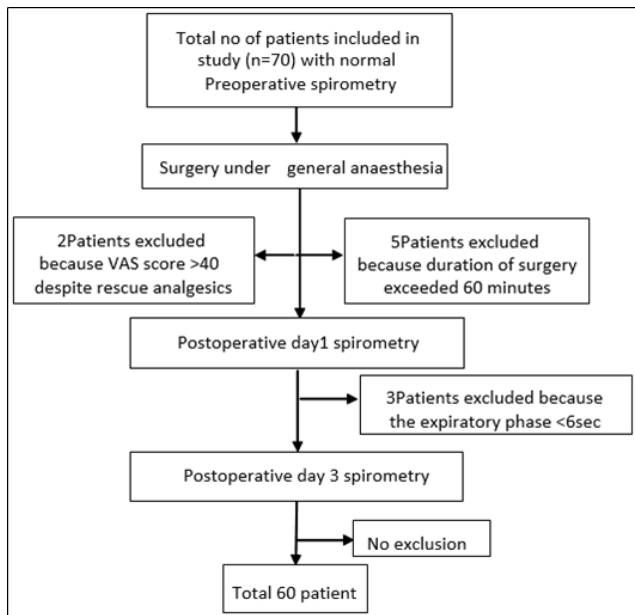 Total no of patients included in
study (n=70) with normal
Preoperative spirometry
Surgery under general anaesthesia
2Patients excluded
because VAS score >40
despite rescue analgesics
5Patients excluded
because duration of surgery
exceeded 60 minutes
Postoperative day1 spirometry
3Patients excluded because
the expiratory phase <6sec
Postoperative day 3 spirometry
No exclusion
Total 60 patient